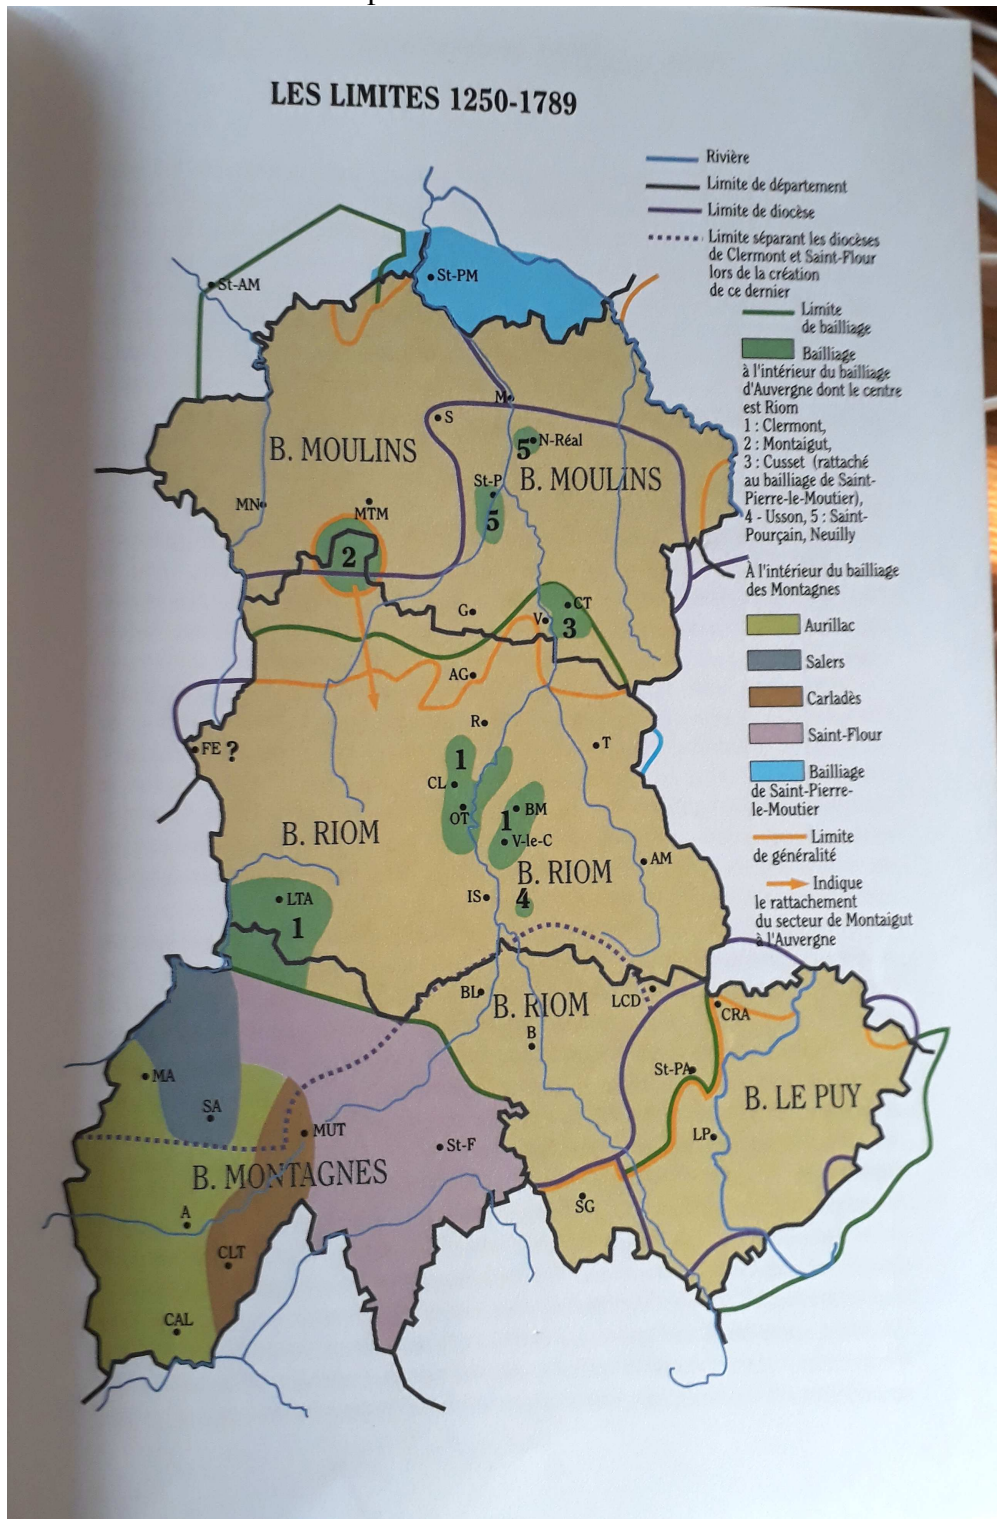 LES LIMITES 1250-1789
Rivière
Limite de département
Limite de diocèse
Limite séparant les diocèses
de Clermont et Saint-Flour
lors de la création
de ce dernier
Limite
de bailliage
Bailliage
à l'intérieur du bailliage
d'Auvergne dont le centre
est Riom
1 : Clermont,
2 : Montaigut,
3 : Cusset (rattaché
au bailliage de Saint-
Pierre-le-Moutier),
4 - Usson, 5 : Saint-
Pourçain, Neuilly
À l'intérieur du bailliage
des Montagnes
Aurillac
Salers
Carladès
Saint-Flour
Bailliage
de Saint-Pierre-
le-Moutier
Limite
de généralité
Indique
le rattachement
du secteur de Montaigut
à l'Auvergne
St-AM
St-PM
M
S
N-Réal
5
B. MOULINS
B. MOULINS
St-P
5
MN
MTM
2
G
V
CT
3
AG
R
T
FE ?
1
CL
OT
BM
1
V-le-C
B. RIOM
B. RIOM
AM
IS
4
LTA
1
BL
B. RIOM
LCD
CRA
B
St-PA
MA
SA
B. LE PUY
MUT
St-F
LP
B. MONTAGNES
SG
A
CLT
CAL